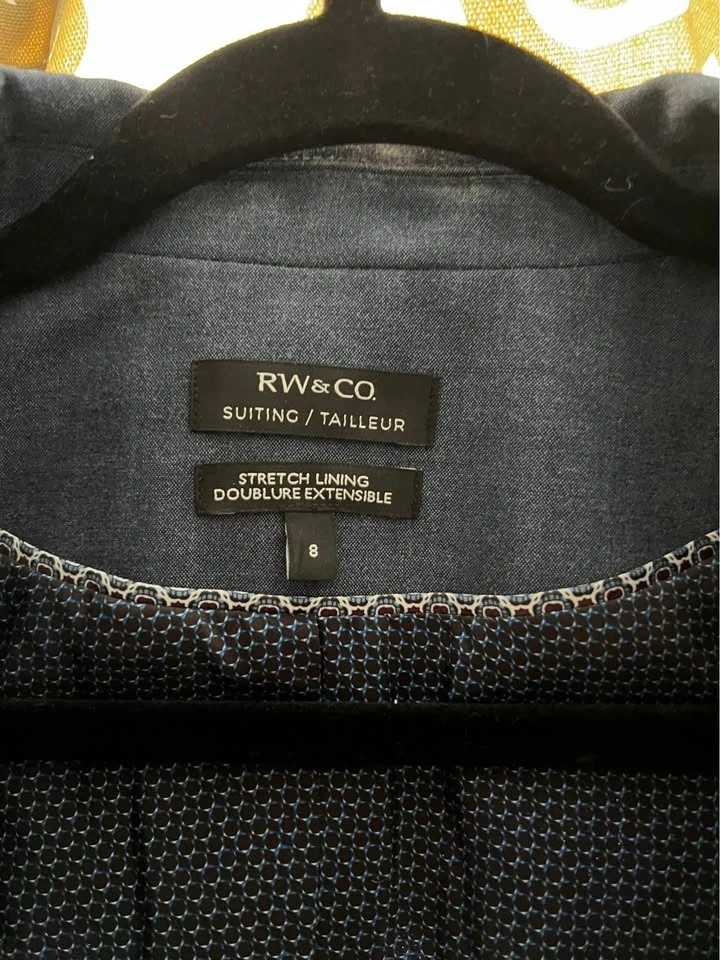 RW&CO.
SUITING / TAILLEUR
STRETCH LINING
DOUBLURE EXTENSIBLE
8